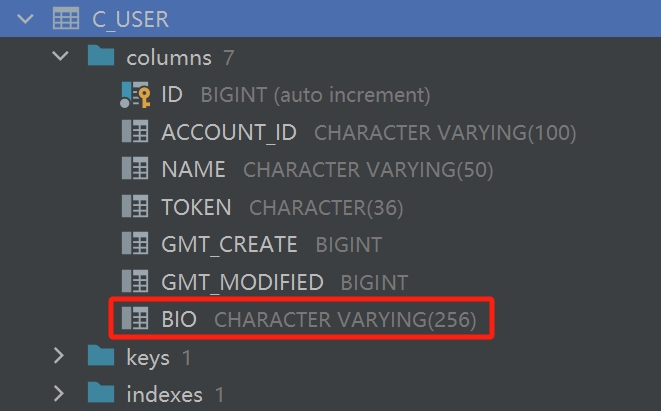 C_USER
columns 7
ID BIGINT (auto increment)
ACCOUNT_ID CHARACTER VARYING(100)
NAME CHARACTER VARYING(50)
TOKEN CHARACTER(36)
GMT_CREATE BIGINT
GMT_MODIFIED BIGINT
BIO CHARACTER VARYING(256)
keys 1
indexes 1